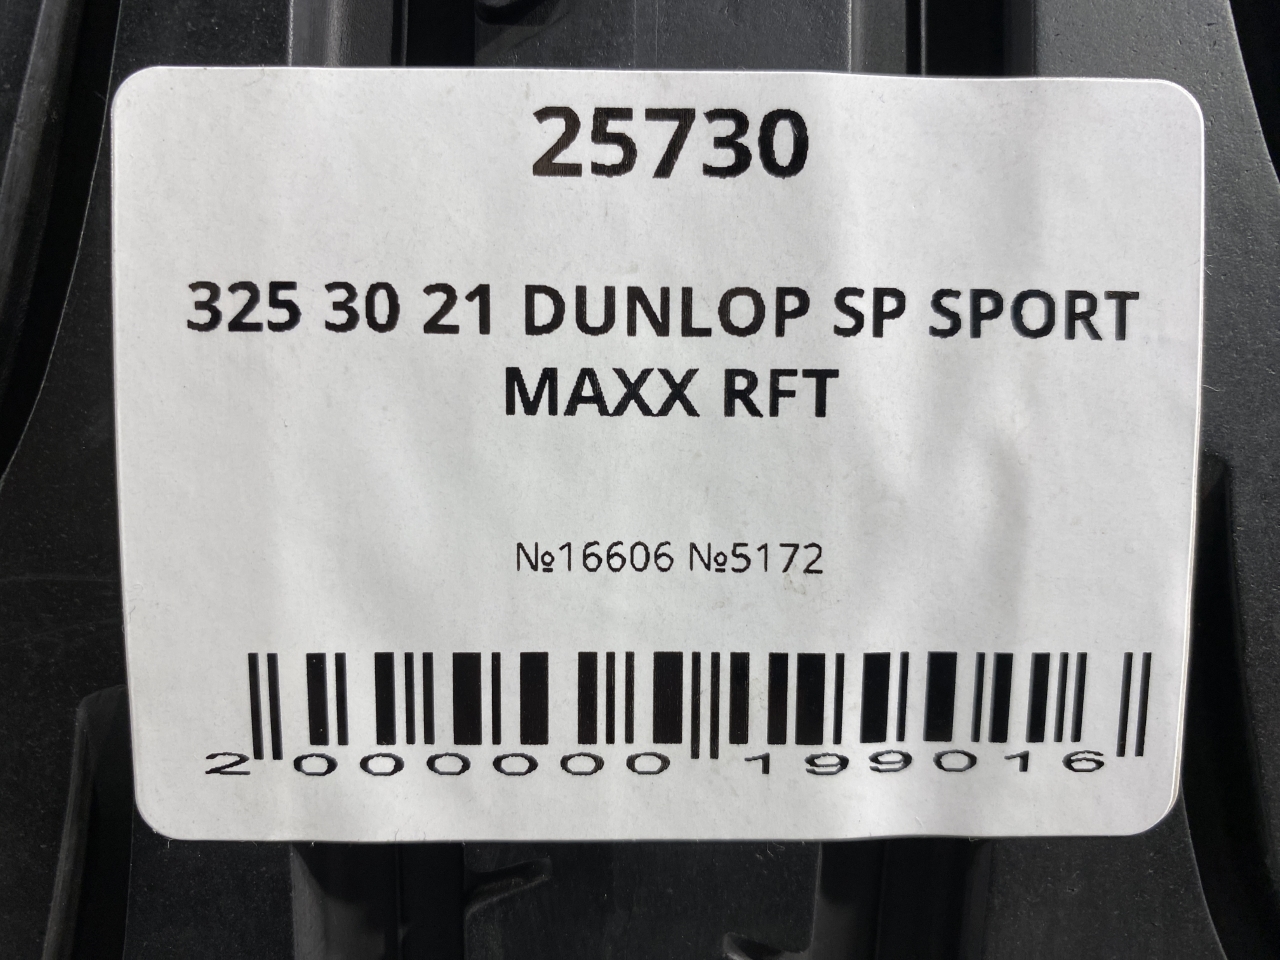 25730
325 30 21 DUNLOP SP SPORT
MAXX RFT
№16606 №5172
2 000000 199016